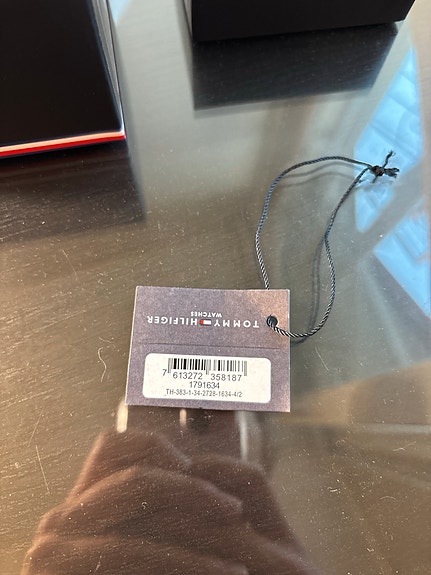 TOMMY HILFIGER
WATCHES
7 613272 358187
1791634
TH-383-1-34-2728-1634-4/2